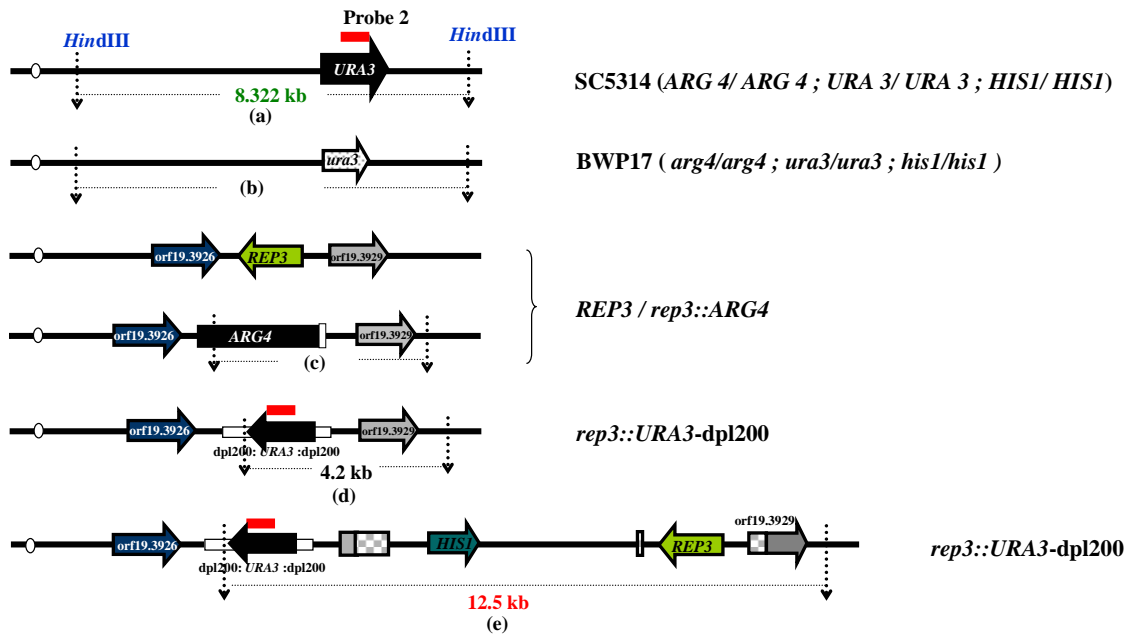 Probe 2
HindIII
HindIII
URA3
8.322 kb
(a)
SC5314 (ARG 4/ ARG 4 ; URA 3/ URA 3 ; HIS1/ HIS1)
ura3
(b)
BWP17 ( arg4/arg4 ; ura3/ura3 ; his1/his1 )
orf19.3926
REP3
orf19.3929
orf19.3926
ARG4
orf19.3929
(c)
REP3 / rep3::ARG4
orf19.3926
orf19.3929
dpl200: URA3 :dpl200
4.2 kb
(d)
rep3::URA3-dpl200
orf19.3929
orf19.3926
HIS1
REP3
dpl200: URA3 :dpl200
12.5 kb
(e)
rep3::URA3-dpl200